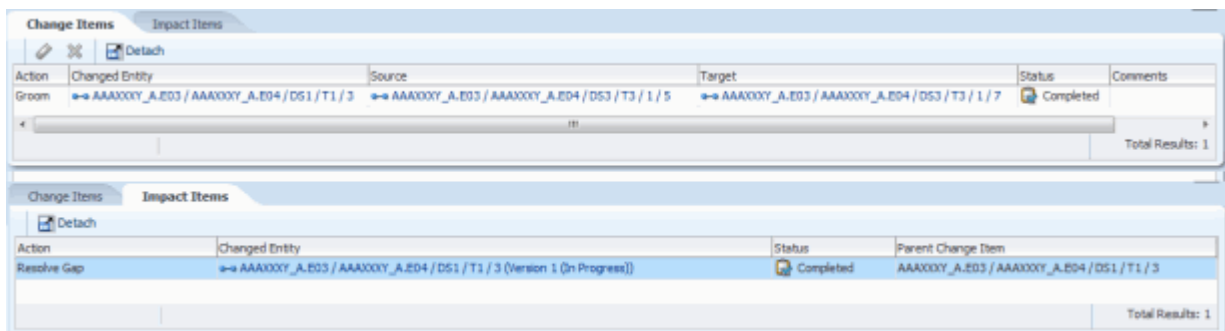 Change Items Impact Items
Detach
Action Changed Entity Source Target Status Comments
Groom AAAXXXY_A.E03 / AAAXXXY_A.E04 / DS1 / T1 / 3 AAAXXXY_A.E03 / AAAXXXY_A.E04 / DS3 / T3 / 1 / 5 AAAXXXY_A.E03 / AAAXXXY_A.E04 / DS3 / T3 / 1 / 7 Completed
Total Results: 1
Change Items Impact Items
Detach
Action Changed Entity Status Parent Change Item
Resolve Gap AAAXXXY_A.E03 / AAAXXXY_A.E04 / DS1 / T1 / 3 (Version 1 (In Progress)) Completed AAAXXXY_A.E03 / AAAXXXY_A.E04 / DS1 / T1 / 3
Total Results: 1